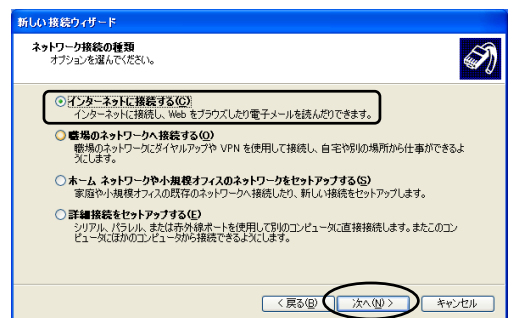 新しい接続ウィザード
ネットワーク接続の種類
オプションを選んでください。
インターネットに接続する(C)
インターネットに接続し、Web をブラウズしたり電子メールを読んだりできます。
職場のネットワークへ接続する(O)
職場のネットワークにダイヤルアップや VPN を使用して接続し、自宅や別の場所から仕事ができるよ
うにします。
ホーム ネットワークや小規模オフィスのネットワークをセットアップする(S)
家庭や小規模オフィスの既存のネットワークへ接続したり、新しい接続をセットアップします。
詳細接続をセットアップする(E)
シリアル、パラレル、または赤外線ポートを使用して別のコンピュータに直接接続します。またこのコン
ピュータにほかのコンピュータから接続できるようにします。
< 戻る(B) 次へ(N) > キャンセル